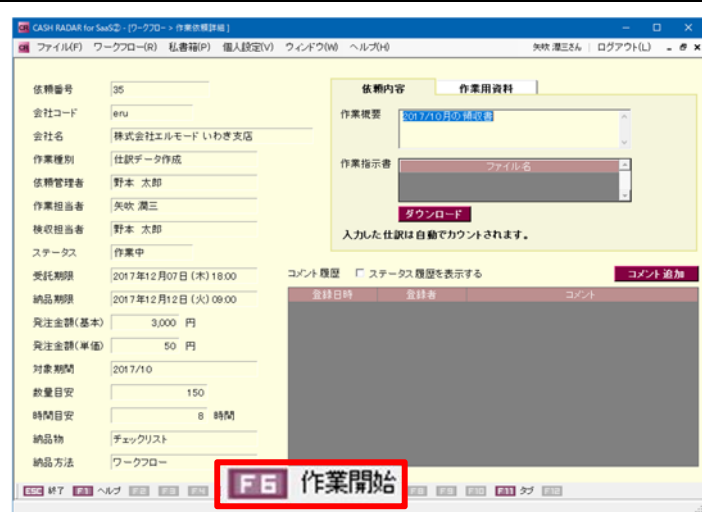 CASH RADAR for SaaS② - [ワークフロー > 作業依頼詳細]
ファイル(F) ワークフロー(R) 私書箱(P) 個人設定(V) ウィンドウ(W) ヘルプ(H) 矢吹 潤三さん ログアウト(L)
依頼番号 35
会社コード eru
会社名 株式会社エルモード いわき支店
作業種別 仕訳データ作成
依頼管理者 野本 太郎
作業担当者 矢吹 潤三
検収担当者 野本 太郎
ステータス 作業中
受託期限 2017年12月07日(木)18:00
納品期限 2017年12月12日(火)09:00
発注金額(基本) 3,000 円
発注金額(単価) 50 円
対象期間 2017/10
数量目安 150
時間目安 8 時間
納品物 チェックリスト
納品方法 ワークフロー
依頼内容 作業用資料
作業概要 2017/10月の領収書
作業指示書 ファイル名
ダウンロード
入力した仕訳は自動でカウントされます。
コメント履歴 ステータス履歴を表示する コメント追加
登録日時 登録者 コメント
ESC 終了 F1 ヘルプ F2 F3 F4 F6 作業開始 F8 F9 F10 F11 タブ F12